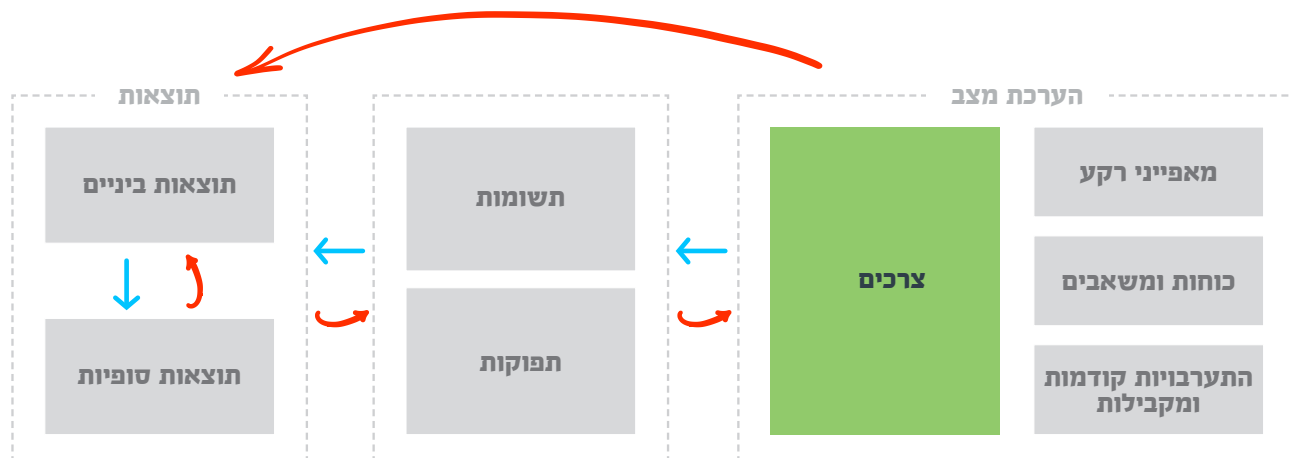 הערכת מצב
מאפייני רקע
כוחות ומשאבים
התערבויות קודמות
ומקבילות
צרכים
תשומות
תפוקות
תוצאות
תוצאות ביניים
תוצאות סופיות